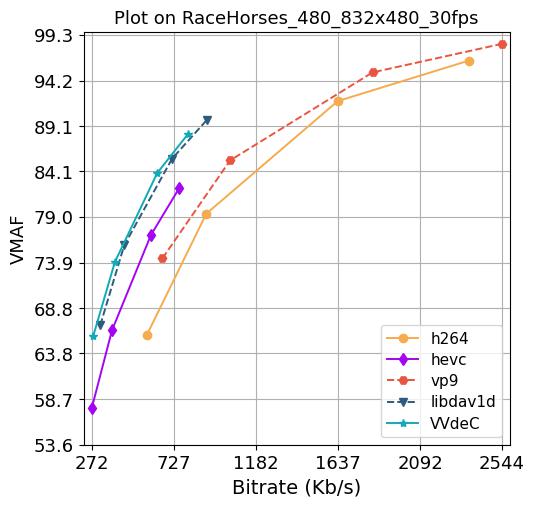 Plot on RaceHorses_480_832x480_30fps
99.3
94.2
89.1
84.1
79.0
73.9
68.8
63.8
58.7
53.6
VMAF
h264
hevc
vp9
libdav1d
VVdeC
272 727 1182 1637 2092 2544
Bitrate (Kb/s)